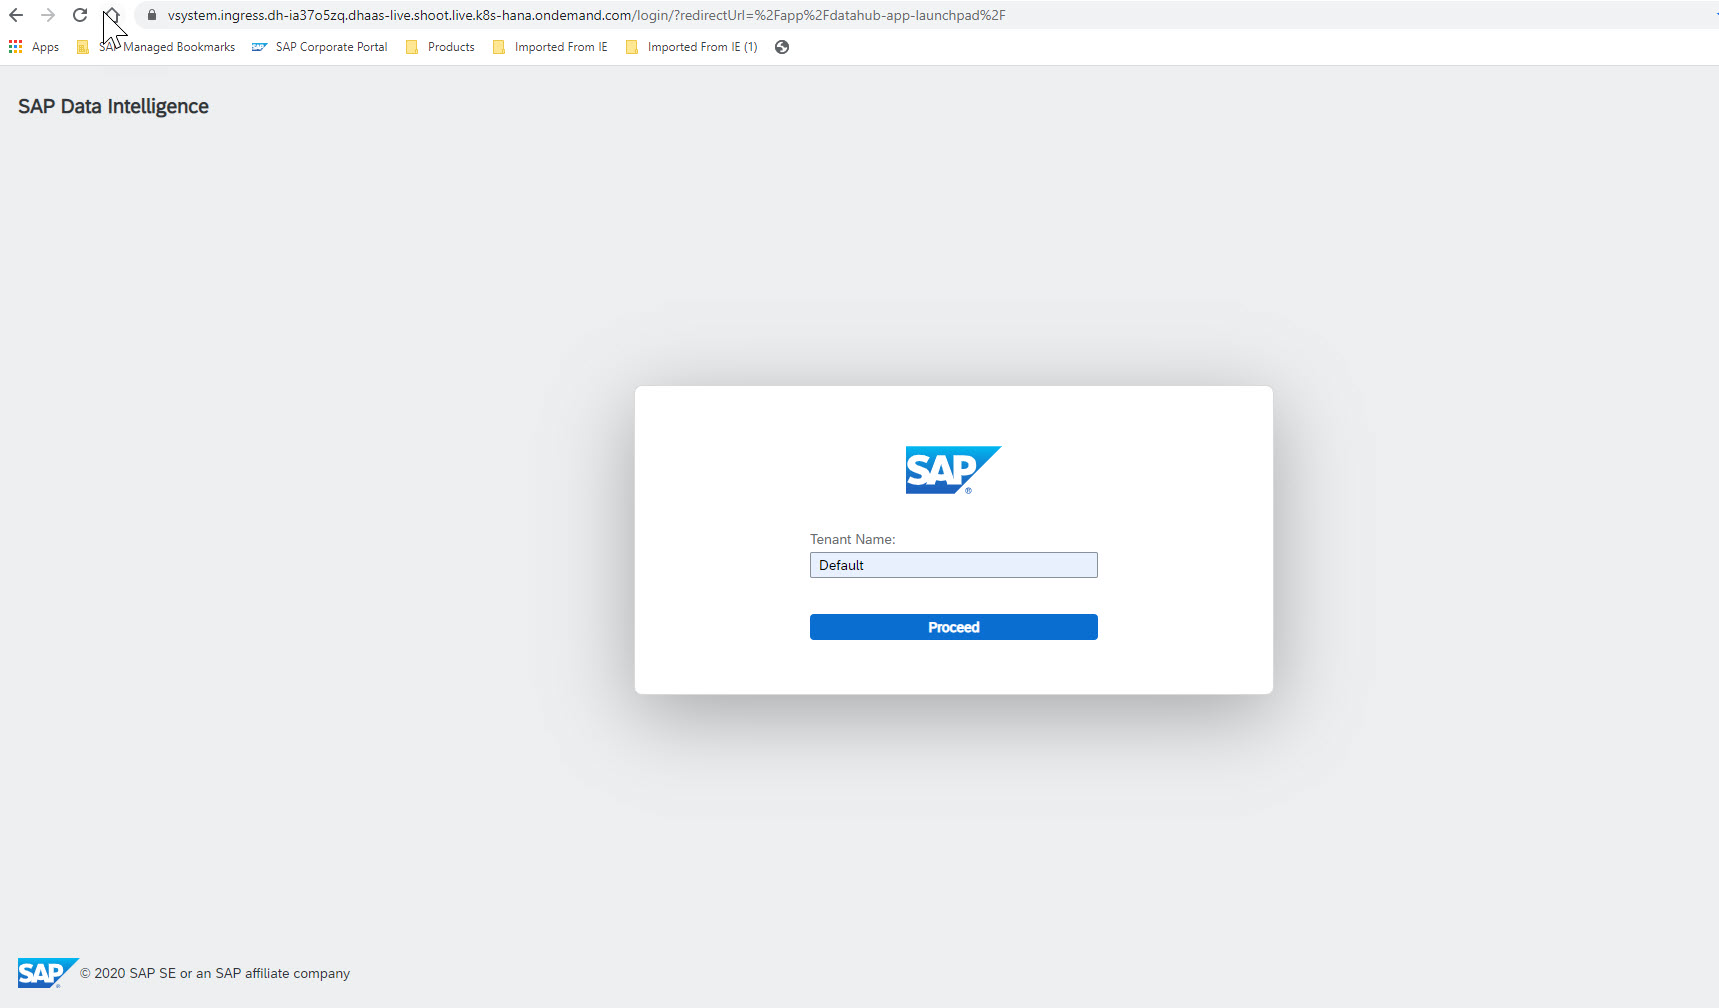 vsystem.ingress.dh-ia37o5zq.dhaas-live.shoot.live.k8s-hana.ondemand.com/login/?redirectUrl=%2Fapp%2Fdatahub-app-launchpad%2F
Apps SAP Managed Bookmarks SAP SAP Corporate Portal Products Imported From IE Imported From IE (1)
SAP Data Intelligence
SAP ®
Tenant Name:
Default
Proceed
SAP ® © 2020 SAP SE or an SAP affiliate company